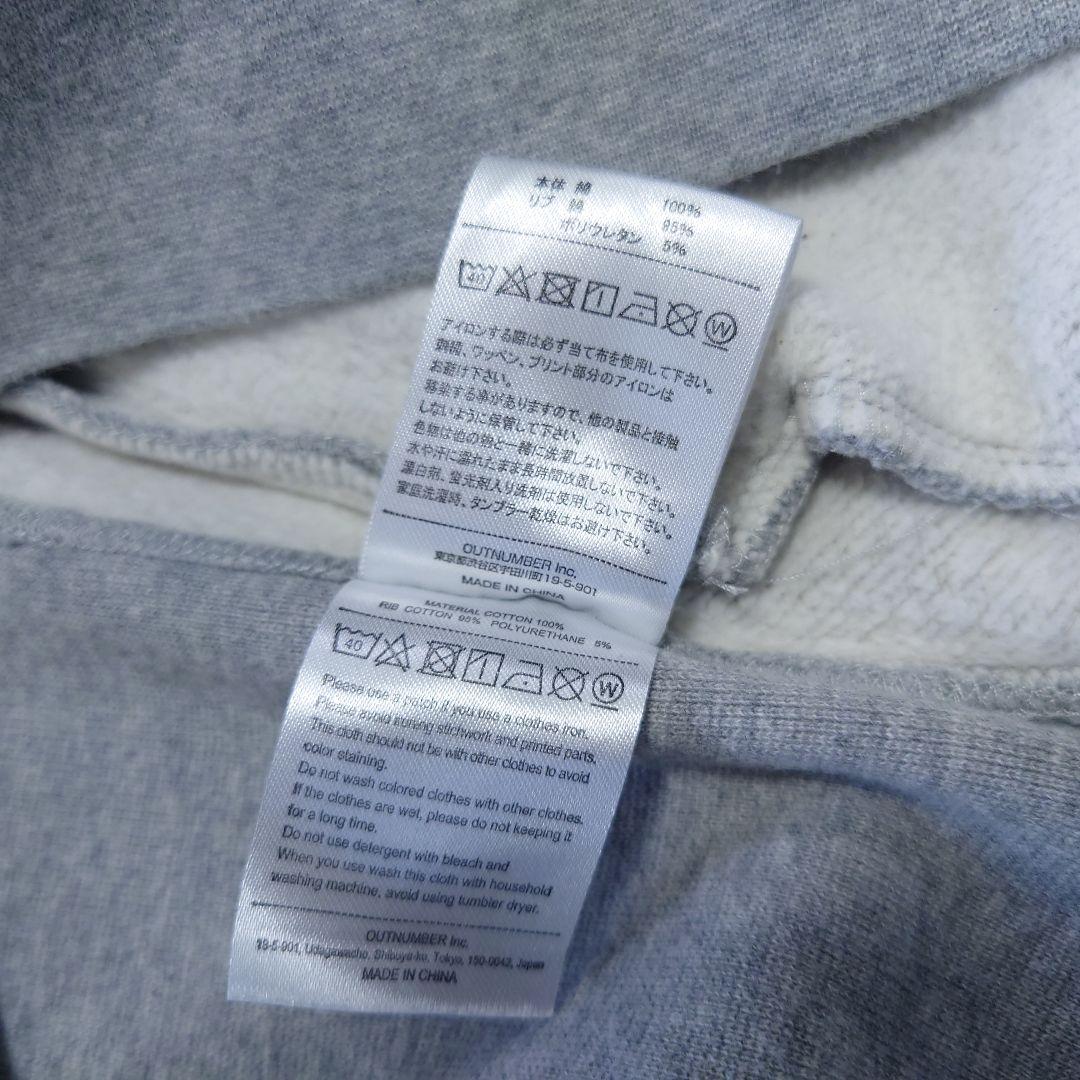 本体 綿 100%
リブ 綿 95%
ポリウレタン 5%
40 W
アイロンする際は必ず当て布を使用して下さい。
刺繍、ワッペン、プリント部分のアイロンは
お避け下さい。
移染する事がありますので、他の製品と接触
しないように保管して下さい。
色物は他の物と一緒に洗濯しないで下さい。
水や汗に濡れたまま長時間放置しないで下さい。
漂白剤、蛍光剤入り洗剤は使用しないで下さい。
家庭洗濯時、タンブラー乾燥はお避け下さい。
OUTNUMBER Inc.
東京都渋谷区宇田川町19-5-901
MADE IN CHINA
MATERIAL COTTON 100%
RIB COTTON 95% POLYURETHANE 5%
40 W
Please use a patch if you use a clothes iron.
Please avoid ironing stichwork and printed parts.
This cloth should not be with other clothes to avoid
color staining.
Do not wash colored clothes with other clothes.
If the clothes are wet, please do not keeping it
for a long time.
Do not use detergent with bleach and
When you use wash this cloth with household
washing machine, avoid using tumbler dryer.
OUTNUMBER Inc.
19-5-901, Udagawacho, Shibuya-ku, Tokyo, 150-0042, Japan
MADE IN CHINA